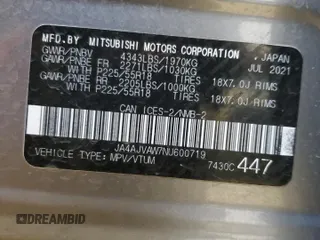 MFD.BY MITSUBISHI MOTORS CORPORATION, JAPAN
GVWR/PNBV 4343LBS/1970KG JUL 2021
GAWR/PNBE FR 2271LBS/1030KG
WITH P225/55R18 TIRES 18X7.0J RIMS
GAWR/PNBE RR 2205LBS/1000KG
WITH P225/55R18 TIRES 18X7.0J RIMS
CAN ICES-2/NMB-2
JA4AJVAW7NU600719
VEHICLE TYPE: MPV/VTUM 7430C 447
IDRIVESAFELY